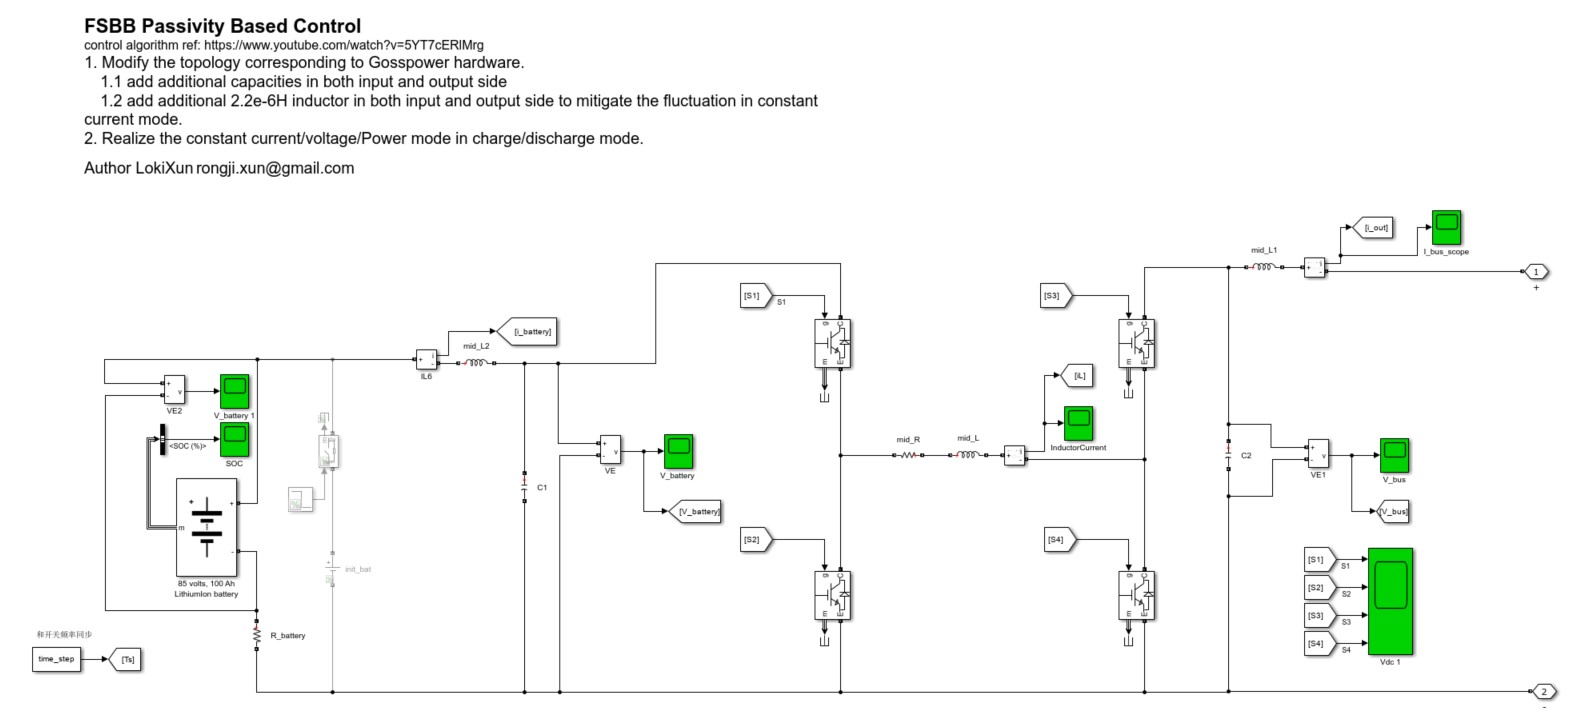 FSBB Passivity Based Control
control algorithm ref: https://www.youtube.com/watch?v=5YT7cERlMrg
1. Modify the topology corresponding to Gosspower hardware.
1.1 add additional capacities in both input and output side
1.2 add additional 2.2e-6H inductor in both input and output side to mitigate the fluctuation in constant
current mode.
2. Realize the constant current/voltage/Power mode in charge/discharge mode.
Author LokiXun rongji.xun@gmail.com
[i_out]
I_bus_scope
mid_L1
1
+
[S1]
S1
[S3]
[i_battery]
mid_L2
IL6
g
C
m
E
g
C
m
E
[iL]
InductorCurrent
VE2
V_battery 1
<SOC (%)>
SOC
VE
V_battery
[V_battery]
mid_R
mid_L
C1
C2
VE1
V_bus
[V_bus]
m
85 volts, 100 Ah
LithiumIon battery
init_bat
[S2]
[S4]
g
C
m
E
g
C
m
E
[S1]
S1
[S2]
S2
[S3]
S3
[S4]
S4
Vdc 1
R_battery
和开关频率同步
time_step
[Ts]
2
-